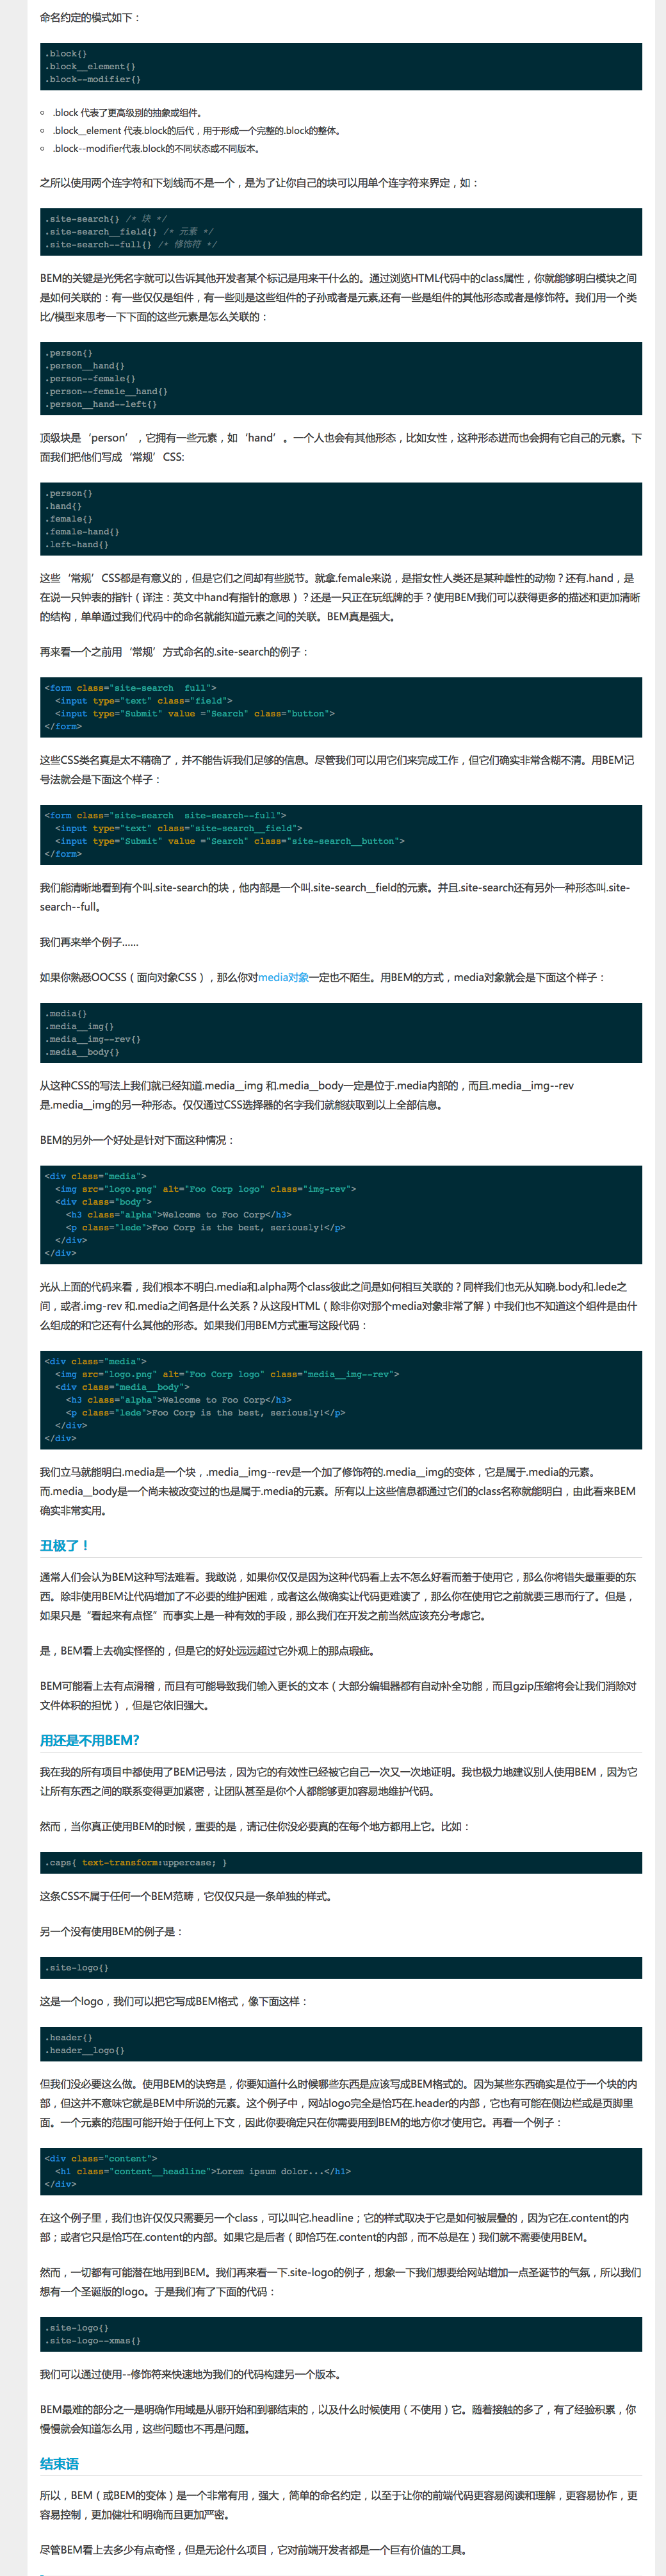 命名约定的模式如下：
.block{}
.block__element{}
.block--modifier{}
.block 代表了更高级别的抽象或组件。
.block__element 代表.block的后代，用于形成一个完整的.block的整体。
.block--modifier代表.block的不同状态或不同版本。
之所以使用两个连字符和下划线而不是一个，是为了让你自己的块可以用单个连字符来界定，如：
.site-search{} /* 块 */
.site-search__field{} /* 元素 */
.site-search--full{} /* 修饰符 */
BEM的关键是光凭名字就可以告诉其他开发者某个标记是用来干什么的。通过浏览HTML代码中的class属性，你就能够明白模块之间
是如何关联的：有一些仅仅是组件，有一些则是这些组件的子孙或者是元素,还有一些是组件的其他形态或者是修饰符。我们用一个类
比/模型来思考一下下面的这些元素是怎么关联的：
.person{}
.person__hand{}
.person--female{}
.person--female__hand{}
.person__hand--left{}
顶级块是‘person’，它拥有一些元素，如‘hand’。一个人也会有其他形态，比如女性，这种形态进而也会拥有它自己的元素。下
面我们把他们写成‘常规’CSS:
.person{}
.hand{}
.female{}
.female-hand{}
.left-hand{}
这些‘常规’CSS都是有意义的，但是它们之间却有些脱节。就拿.female来说，是指女性人类还是某种雌性的动物？还有.hand，是
在说一只钟表的指针（译注：英文中hand有指针的意思）？还是一只正在玩纸牌的手？使用BEM我们可以获得更多的描述和更加清晰
的结构，单单通过我们代码中的命名就能知道元素之间的关联。BEM真是强大。
再来看一个之前用‘常规’方式命名的.site-search的例子：
<form class="site-search  full">
  <input type="text" class="field">
  <input type="Submit" value ="Search" class="button">
</form>
这些CSS类名真是太不精确了，并不能告诉我们足够的信息。尽管我们可以用它们来完成工作，但它们确实非常含糊不清。用BEM记
号法就会是下面这个样子：
<form class="site-search  site-search--full">
  <input type="text" class="site-search__field">
  <input type="Submit" value ="Search" class="site-search__button">
</form>
我们能清晰地看到有个叫.site-search的块，他内部是一个叫.site-search__field的元素。并且.site-search还有另外一种形态叫.site-
search--full。
我们再来举个例子……
如果你熟悉OOCSS（面向对象CSS），那么你对media对象一定也不陌生。用BEM的方式，media对象就会是下面这个样子：
.media{}
.media__img{}
.media__img--rev{}
.media__body{}
从这种CSS的写法上我们就已经知道.media__img 和.media__body一定是位于.media内部的，而且.media__img--rev
是.media__img的另一种形态。仅仅通过CSS选择器的名字我们就能获取到以上全部信息。
BEM的另外一个好处是针对下面这种情况：
<div class="media">
  <img src="logo.png" alt="Foo Corp logo" class="img-rev">
  <div class="body">
    <h3 class="alpha">Welcome to Foo Corp</h3>
    <p class="lede">Foo Corp is the best, seriously!</p>
  </div>
</div>
光从上面的代码来看，我们根本不明白.media和.alpha两个class彼此之间是如何相互关联的？同样我们也无从知晓.body和.lede之
间，或者.img-rev 和.media之间各是什么关系？从这段HTML（除非你对那个media对象非常了解）中我们也不知道这个组件是由什
么组成的和它还有什么其他的形态。如果我们用BEM方式重写这段代码：
<div class="media">
  <img src="logo.png" alt="Foo Corp logo" class="media__img--rev">
  <div class="media__body">
    <h3 class="alpha">Welcome to Foo Corp</h3>
    <p class="lede">Foo Corp is the best, seriously!</p>
  </div>
</div>
我们立马就能明白.media是一个块，.media__img--rev是一个加了修饰符的.media__img的变体，它是属于.media的元素。
而.media__body是一个尚未被改变过的也是属于.media的元素。所有以上这些信息都通过它们的class名称就能明白，由此看来BEM
确实非常实用。
丑极了！
通常人们会认为BEM这种写法难看。我敢说，如果你仅仅是因为这种代码看上去不怎么好看而羞于使用它，那么你将错失最重要的东
西。除非使用BEM让代码增加了不必要的维护困难，或者这么做确实让代码更难读了，那么你在使用它之前就要三思而行了。但是，
如果只是“看起来有点怪”而事实上是一种有效的手段，那么我们在开发之前当然应该充分考虑它。
是，BEM看上去确实怪怪的，但是它的好处远远超过它外观上的那点瑕疵。
BEM可能看上去有点滑稽，而且有可能导致我们输入更长的文本（大部分编辑器都有自动补全功能，而且gzip压缩将会让我们消除对
文件体积的担忧），但是它依旧强大。
用还是不用BEM?
我在我的所有项目中都使用了BEM记号法，因为它的有效性已经被它自己一次又一次地证明。我也极力地建议别人使用BEM，因为它
让所有东西之间的联系变得更加紧密，让团队甚至是你个人都能够更加容易地维护代码。
然而，当你真正使用BEM的时候，重要的是，请记住你没必要真的在每个地方都用上它。比如：
.caps{ text-transform:uppercase; }
这条CSS不属于任何一个BEM范畴，它仅仅只是一条单独的样式。
另一个没有使用BEM的例子是：
.site-logo{}
这是一个logo，我们可以把它写成BEM格式，像下面这样：
.header{}
.header__logo{}
但我们没必要这么做。使用BEM的诀窍是，你要知道什么时候哪些东西是应该写成BEM格式的。因为某些东西确实是位于一个块的内
部，但这并不意味它就是BEM中所说的元素。这个例子中，网站logo完全是恰巧在.header的内部，它也有可能在侧边栏或是页脚里
面。一个元素的范围可能开始于任何上下文，因此你要确定只在你需要用到BEM的地方你才使用它。再看一个例子：
<div class="content">
  <h1 class="content__headline">Lorem ipsum dolor...</h1>
</div>
在这个例子里，我们也许仅仅只需要另一个class，可以叫它.headline；它的样式取决于它是如何被层叠的，因为它在.content的内
部；或者它只是恰巧在.content的内部。如果它是后者（即恰巧在.content的内部，而不总是在）我们就不需要使用BEM。
然而，一切都有可能潜在地用到BEM。我们再来看一下.site-logo的例子，想象一下我们想要给网站增加一点圣诞节的气氛，所以我们
想有一个圣诞版的logo。于是我们有了下面的代码：
.site-logo{}
.site-logo--xmas{}
我们可以通过使用--修饰符来快速地为我们的代码构建另一个版本。
BEM最难的部分之一是明确作用域是从哪开始和到哪结束的，以及什么时候使用（不使用）它。随着接触的多了，有了经验积累，你
慢慢就会知道怎么用，这些问题也不再是问题。
结束语
所以，BEM（或BEM的变体）是一个非常有用，强大，简单的命名约定，以至于让你的前端代码更容易阅读和理解，更容易协作，更
容易控制，更加健壮和明确而且更加严密。
尽管BEM看上去多少有点奇怪，但是无论什么项目，它对前端开发者都是一个巨有价值的工具。